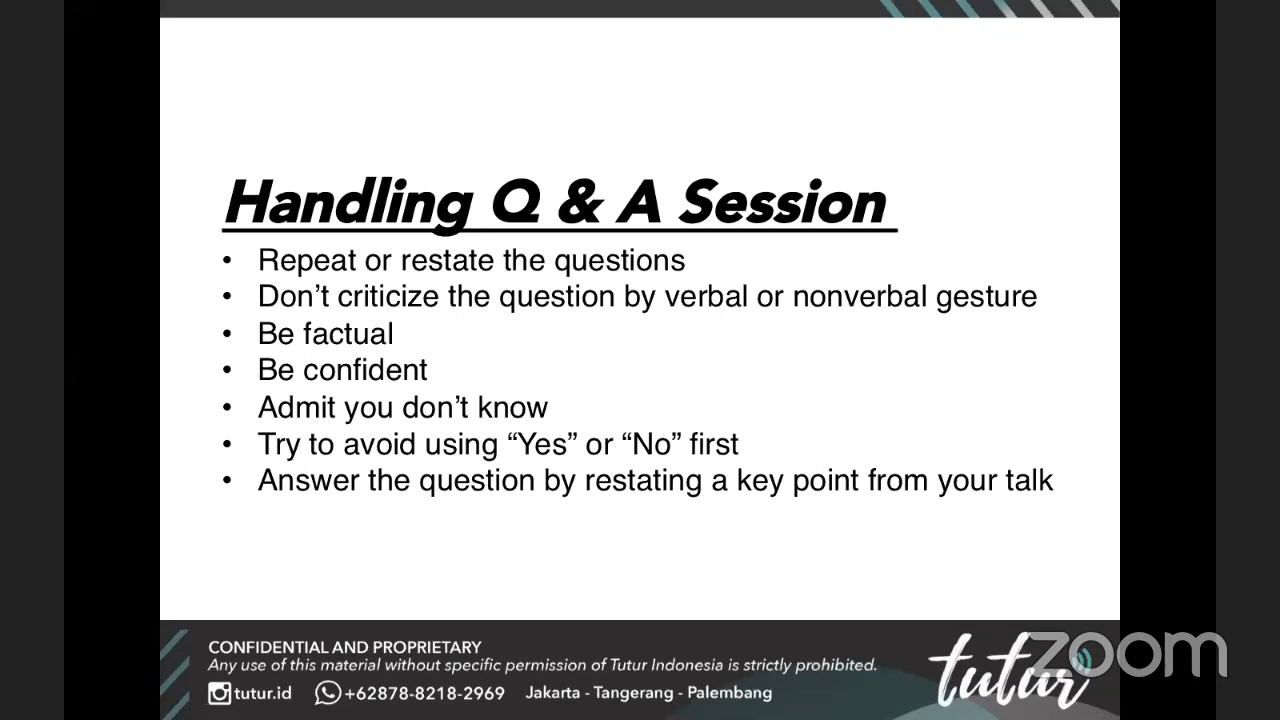 Handling Q & A Session
• Repeat or restate the questions
• Don’t criticize the question by verbal or nonverbal gesture
• Be factual
• Be confident
• Admit you don’t know
• Try to avoid using “Yes” or “No” first
• Answer the question by restating a key point from your talk
CONFIDENTIAL AND PROPRIETARY
Any use of this material without specific permission of Tutur Indonesia is strictly prohibited.
tutur.id +62878-8218-2969 Jakarta - Tangerang - Palembang
tutur
zoom